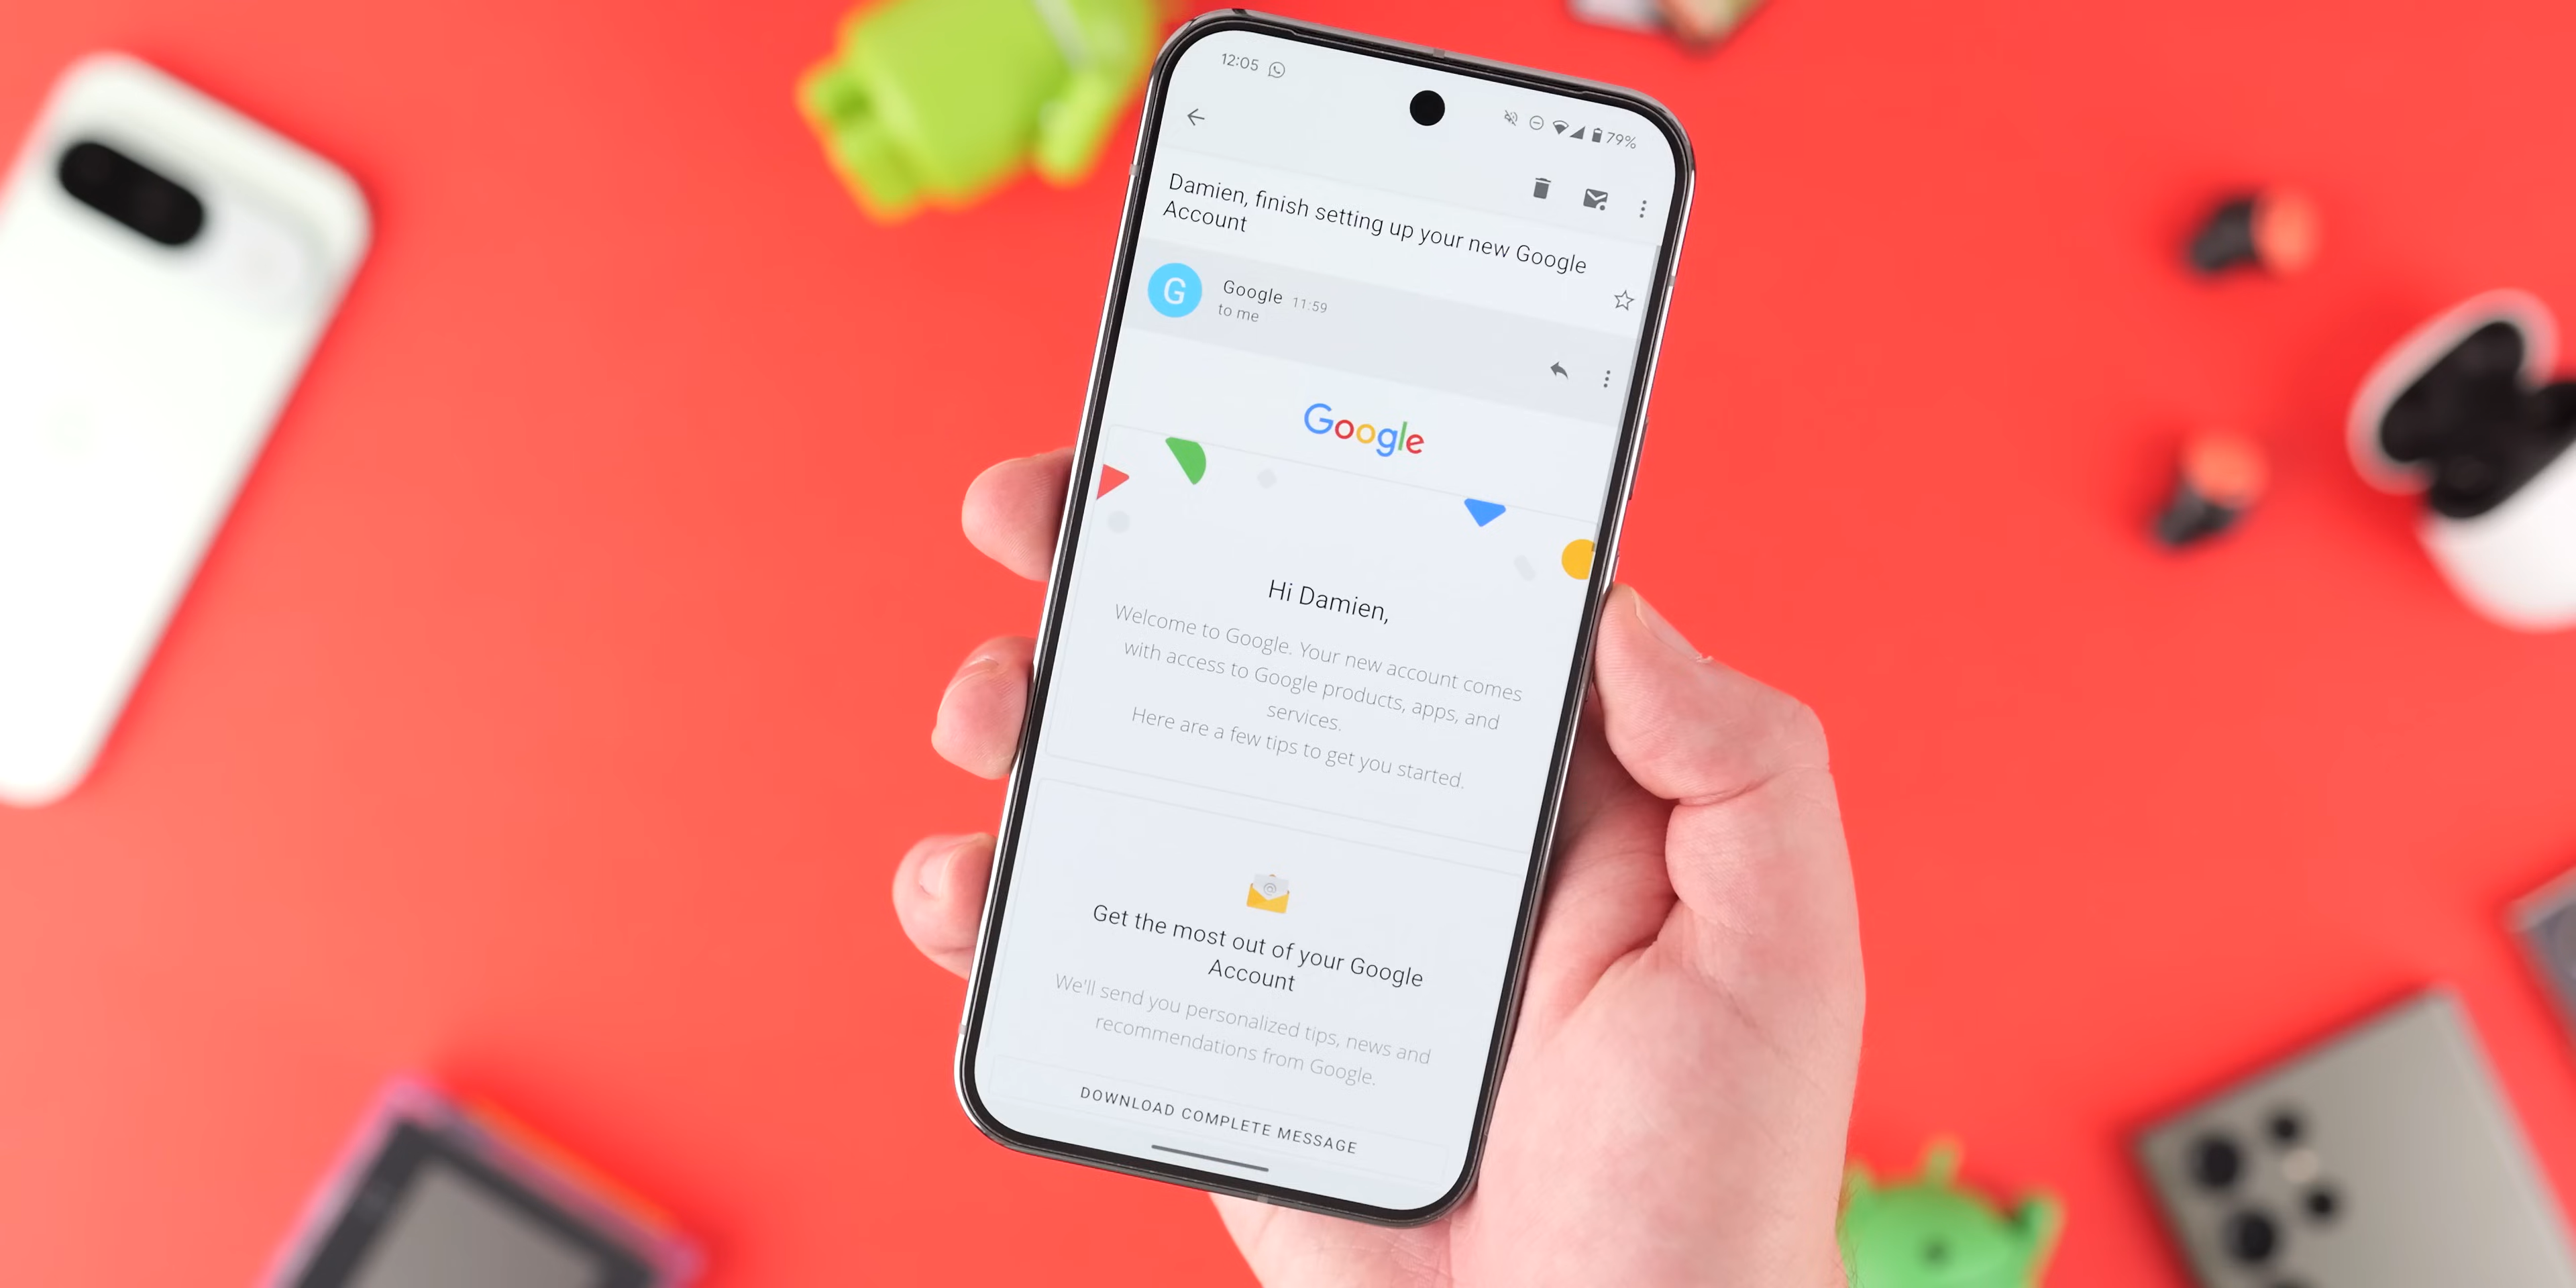 12:05
79%
Damien, finish setting up your new Google
Account
G
Google 11:59
to me
Google
Hi Damien,
Welcome to Google. Your new account comes
with access to Google products, apps, and
services.
Here are a few tips to get you started.
@
Get the most out of your Google
Account
We'll send you personalized tips, news and
recommendations from Google.
DOWNLOAD COMPLETE MESSAGE